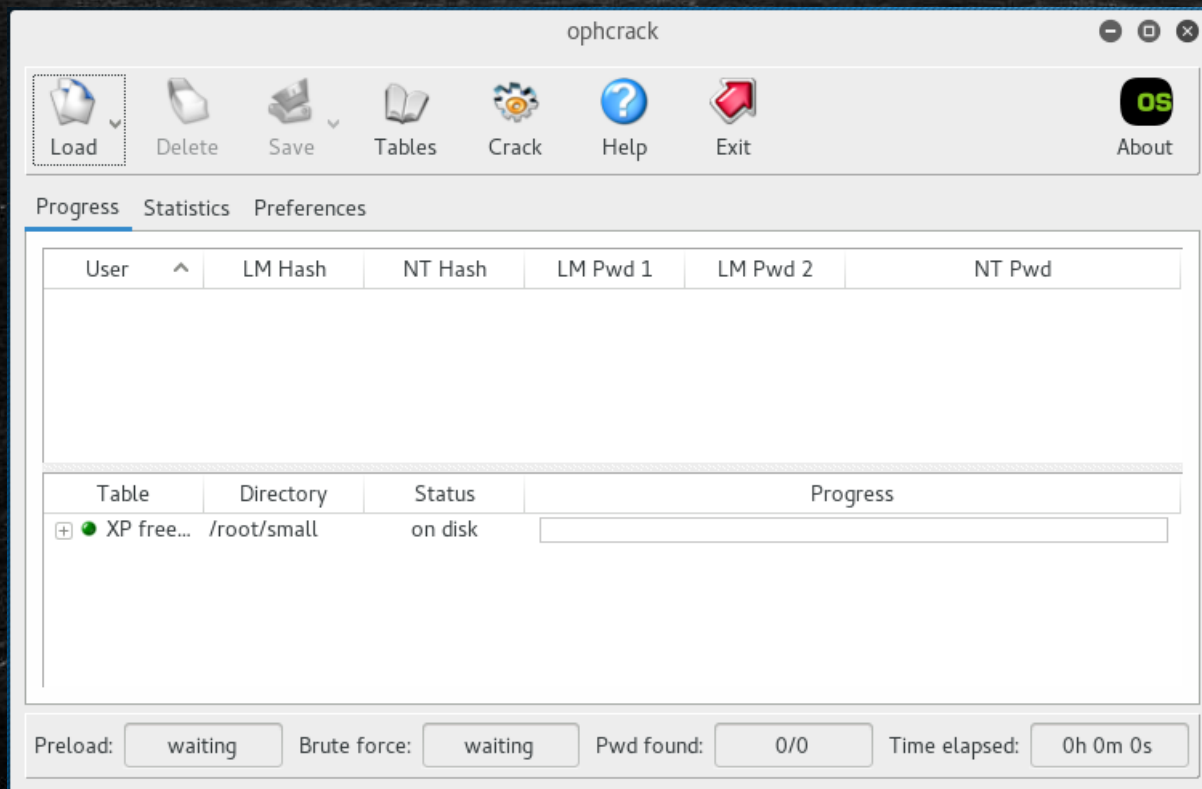 ophcrack
Load Delete Save Tables Crack Help Exit OS About
Progress Statistics Preferences
User LM Hash NT Hash LM Pwd 1 LM Pwd 2 NT Pwd
Table Directory Status Progress
XP free... /root/small on disk
Preload: waiting Brute force: waiting Pwd found: 0/0 Time elapsed: 0h 0m 0s